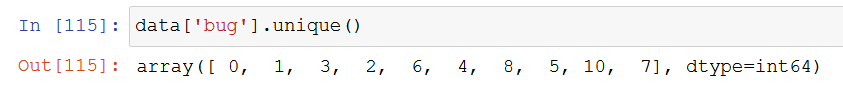 In [115]: data['bug'].unique()
Out[115]: array([ 0,  1,  3,  2,  6,  4,  8,  5, 10,  7], dtype=int64)